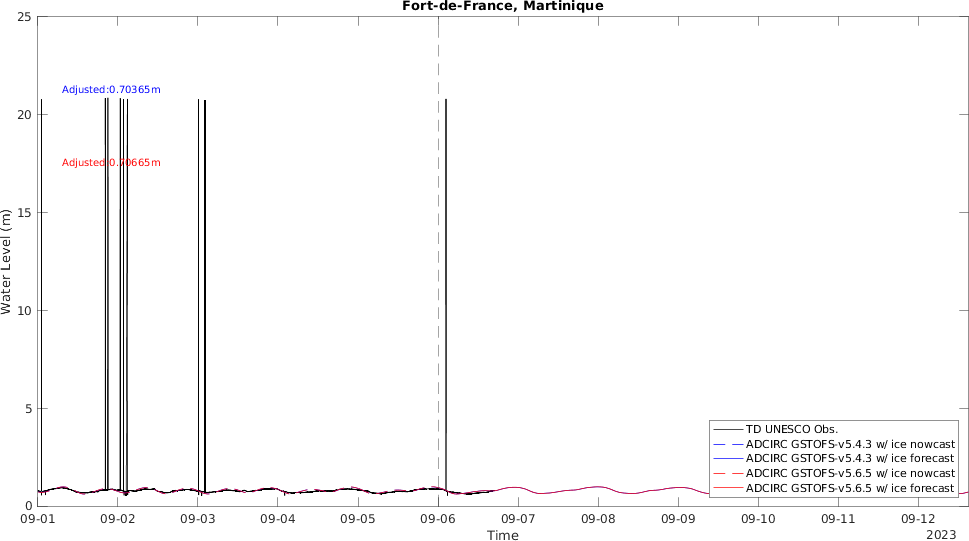 Fort-de-France, Martinique
25
20
15
10
5
0
Water Level (m)
Adjusted:0.70365m
Adjusted:0.70665m
TD UNESCO Obs.
ADCIRC GSTOFS-v5.4.3 w/ ice nowcast
ADCIRC GSTOFS-v5.4.3 w/ ice forecast
ADCIRC GSTOFS-v5.6.5 w/ ice nowcast
ADCIRC GSTOFS-v5.6.5 w/ ice forecast
09-01 09-02 09-03 09-04 09-05 09-06 09-07 09-08 09-09 09-10 09-11 09-12
Time
2023